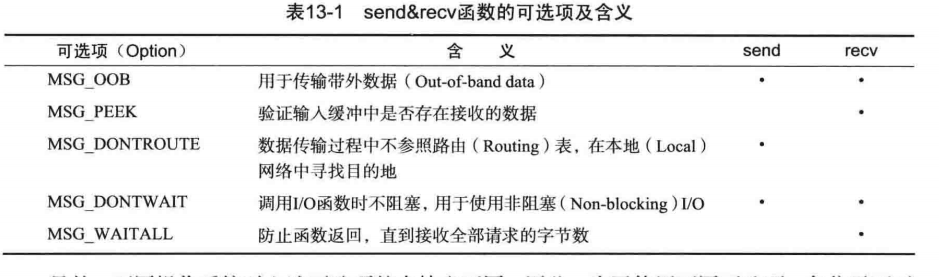 表13-1 send&recv函数的可选项及含义
可选项（Option） 含 义 send recv
MSG_OOB 用于传输带外数据（Out-of-band data） • •
MSG_PEEK 验证输入缓冲中是否存在接收的数据 •
MSG_DONTROUTE 数据传输过程中不参照路由（Routing）表，在本地（Local） •
网络中寻找目的地
MSG_DONTWAIT 调用I/O函数时不阻塞，用于使用非阻塞（Non-blocking）I/O • •
MSG_WAITALL 防止函数返回，直到接收全部请求的字节数 •